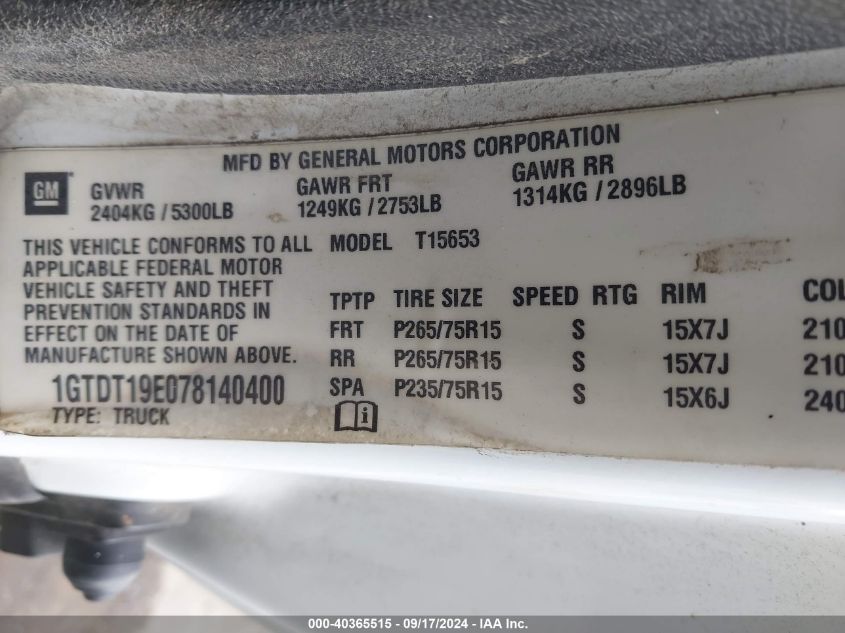 MFD BY GENERAL MOTORS CORPORATION
GM
GVWR GAWR FRT GAWR RR
2404KG / 5300LB 1249KG / 2753LB 1314KG / 2896LB
THIS VEHICLE CONFORMS TO ALL
APPLICABLE FEDERAL MOTOR
VEHICLE SAFETY AND THEFT
PREVENTION STANDARDS IN
EFFECT ON THE DATE OF
MANUFACTURE SHOWN ABOVE.
1GTDT19E078140400
TYPE: TRUCK
MODEL T15653
TPTP TIRE SIZE SPEED RTG RIM COL
FRT P265/75R15 S 15X7J 210
RR P265/75R15 S 15X7J 210
SPA P235/75R15 S 15X6J 240
000-40365515 - 09/17/2024 - IAA Inc.